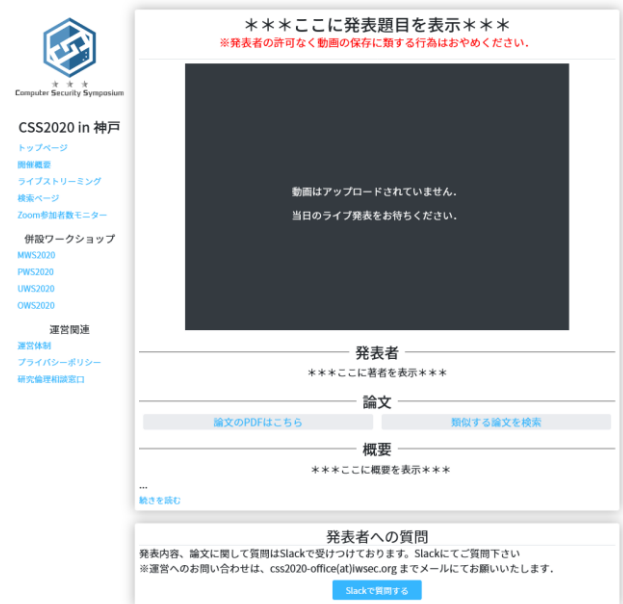 Computer Security Symposium
CSS2020 in 神戸
トップページ
開催概要
ライブストリーミング
検索ページ
Zoom参加者数モニター
併設ワークショップ
MWS2020
PWS2020
UWS2020
OWS2020
運営関連
運営体制
プライバシーポリシー
研究倫理相談窓口
＊＊＊ここに発表題目を表示＊＊＊
※発表者の許可なく動画の保存に類する行為はおやめください．
動画はアップロードされていません．
当日のライブ発表をお待ちください．
発表者
＊＊＊ここに著者を表示＊＊＊
論文
論文のPDFはこちら
類似する論文を検索
概要
＊＊＊ここに概要を表示＊＊＊
...
続きを読む
発表者への質問
発表内容、論文に関して質問はSlackで受けつけております。Slackにてご質問下さい
※運営へのお問い合わせは、css2020-office(at)iwsec.org までメールにてお願いいたします．
Slackで質問する